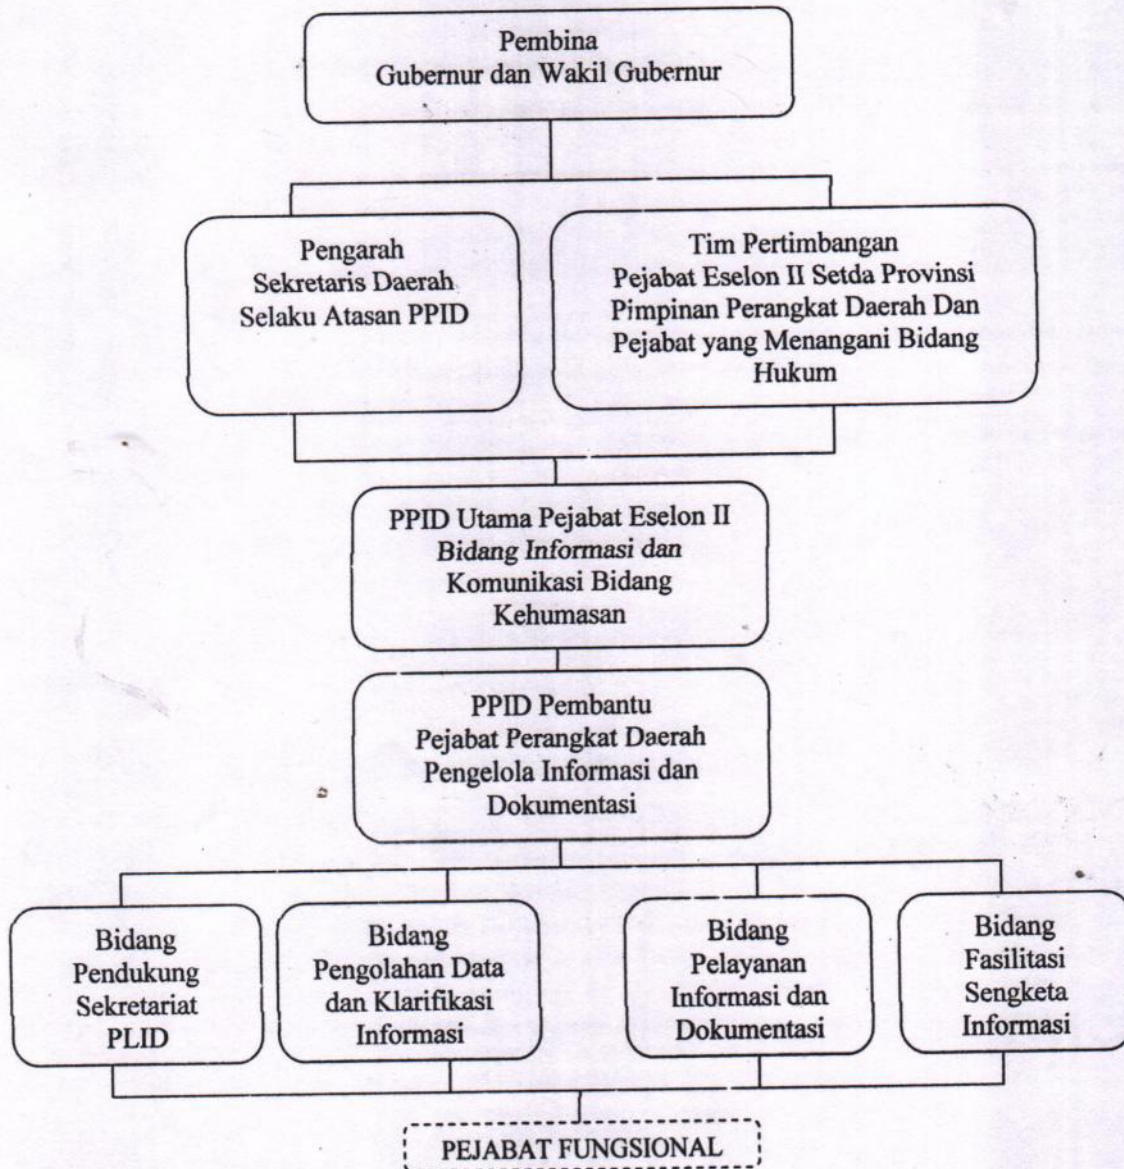 Pembina
Gubernur dan Wakil Gubernur
Pengarah
Sekretaris Daerah
Selaku Atasan PPID
Tim Pertimbangan
Pejabat Eselon II Setda Provinsi
Pimpinan Perangkat Daerah Dan
Pejabat yang Menangani Bidang
Hukum
PPID Utama Pejabat Eselon II
Bidang Informasi dan
Komunikasi Bidang
Kehumasan
PPID Pembantu
Pejabat Perangkat Daerah
Pengelola Informasi dan
Dokumentasi
Bidang
Pendukung
Sekretariat
PLID
Bidang
Pengolahan Data
dan Klarifikasi
Informasi
Bidang
Pelayanan
Informasi dan
Dokumentasi
Bidang
Fasilitasi
Sengketa
Informasi
PEJABAT FUNGSIONAL